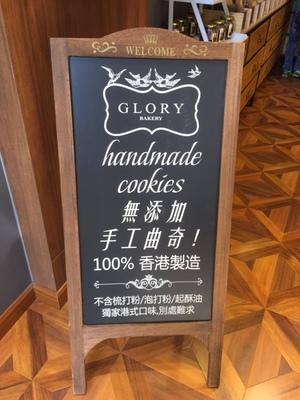 WELCOME
GLORY
BAKERY
handmade
cookies
無添加
手工曲奇！
100% 香港製造
不含梳打粉/泡打粉/起酥油
獨家港式口味,別處難求